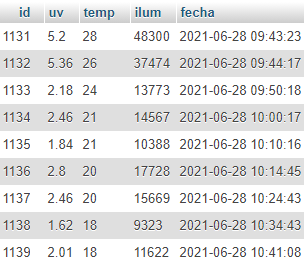 id uv temp ilum fecha
1131 5.2 28 48300 2021-06-28 09:43:23
1132 5.36 26 37474 2021-06-28 09:44:17
1133 2.18 24 13773 2021-06-28 09:50:18
1134 2.46 21 14567 2021-06-28 10:00:17
1135 1.84 21 10388 2021-06-28 10:10:16
1136 2.8 20 17728 2021-06-28 10:14:45
1137 2.46 20 15669 2021-06-28 10:24:43
1138 1.62 18 9323 2021-06-28 10:34:43
1139 2.01 18 11622 2021-06-28 10:41:08